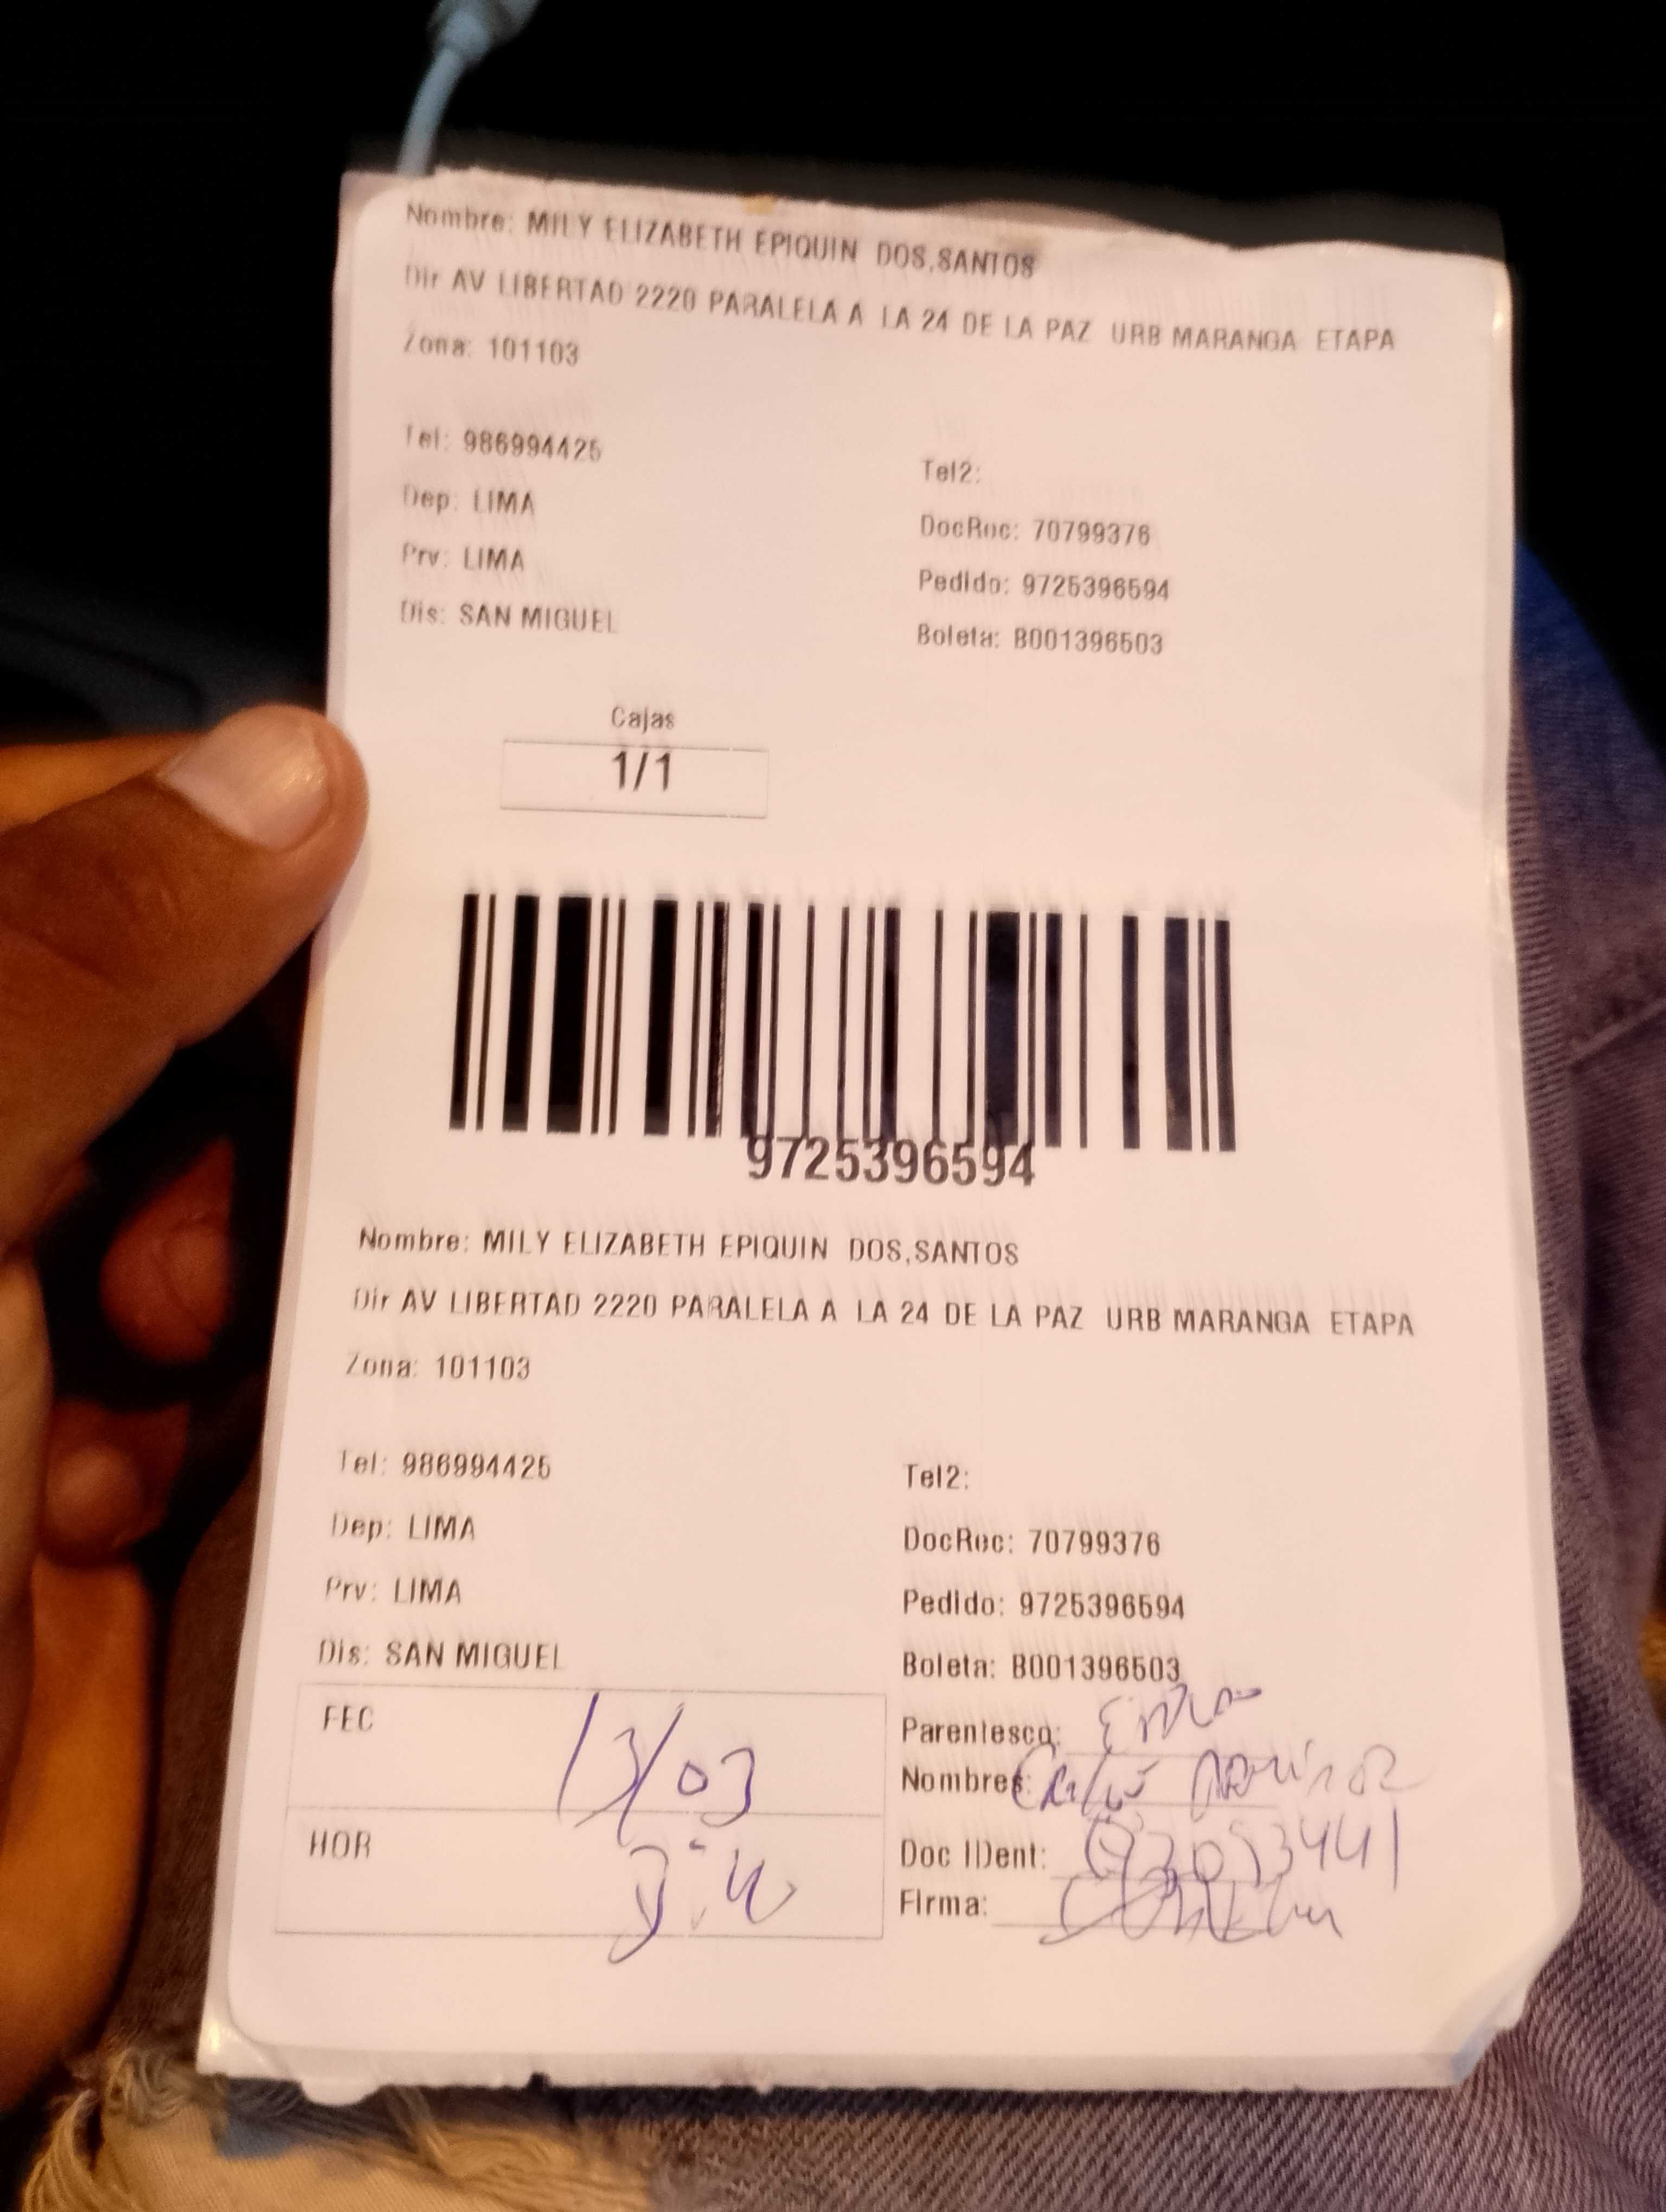 Nombre: MILY ELIZABETH EPIQUIN DOS,SANTOS
Dir AV LIBERTAD 2220 PARALELA A LA 24 DE LA PAZ URB MARANGA ETAPA
Zona: 101103
Tel: 986994425
Tel2:
Dep: LIMA
DocRec: 70799376
Prv: LIMA
Pedido: 9725396594
Dis: SAN MIGUEL
Boleta: B001396503
Cajas
1/1
9725396594
Nombre: MILY ELIZABETH EPIQUIN DOS,SANTOS
Dir AV LIBERTAD 2220 PARALELA A LA 24 DE LA PAZ URB MARANGA ETAPA
Zona: 101103
Tel: 986994425
Tel2:
Dep: LIMA
DocRec: 70799376
Prv: LIMA
Pedido: 9725396594
Dis: SAN MIGUEL
Boleta: B001396503
FEC 13/03
Parentesco:
Nombres:
HOR
Doc IDent:
Firma: